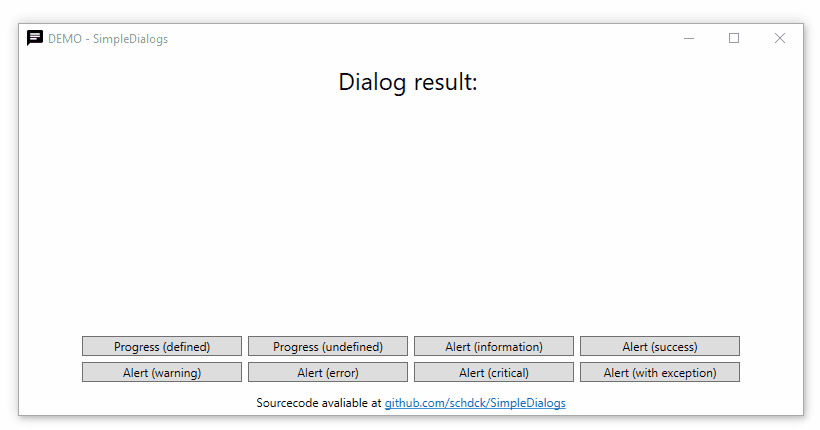 DEMO - SimpleDialogs
Dialog result:
Progress (defined) Progress (undefined) Alert (information) Alert (success)
Alert (warning) Alert (error) Alert (critical) Alert (with exception)
Sourcecode avaliable at github.com/schdck/SimpleDialogs